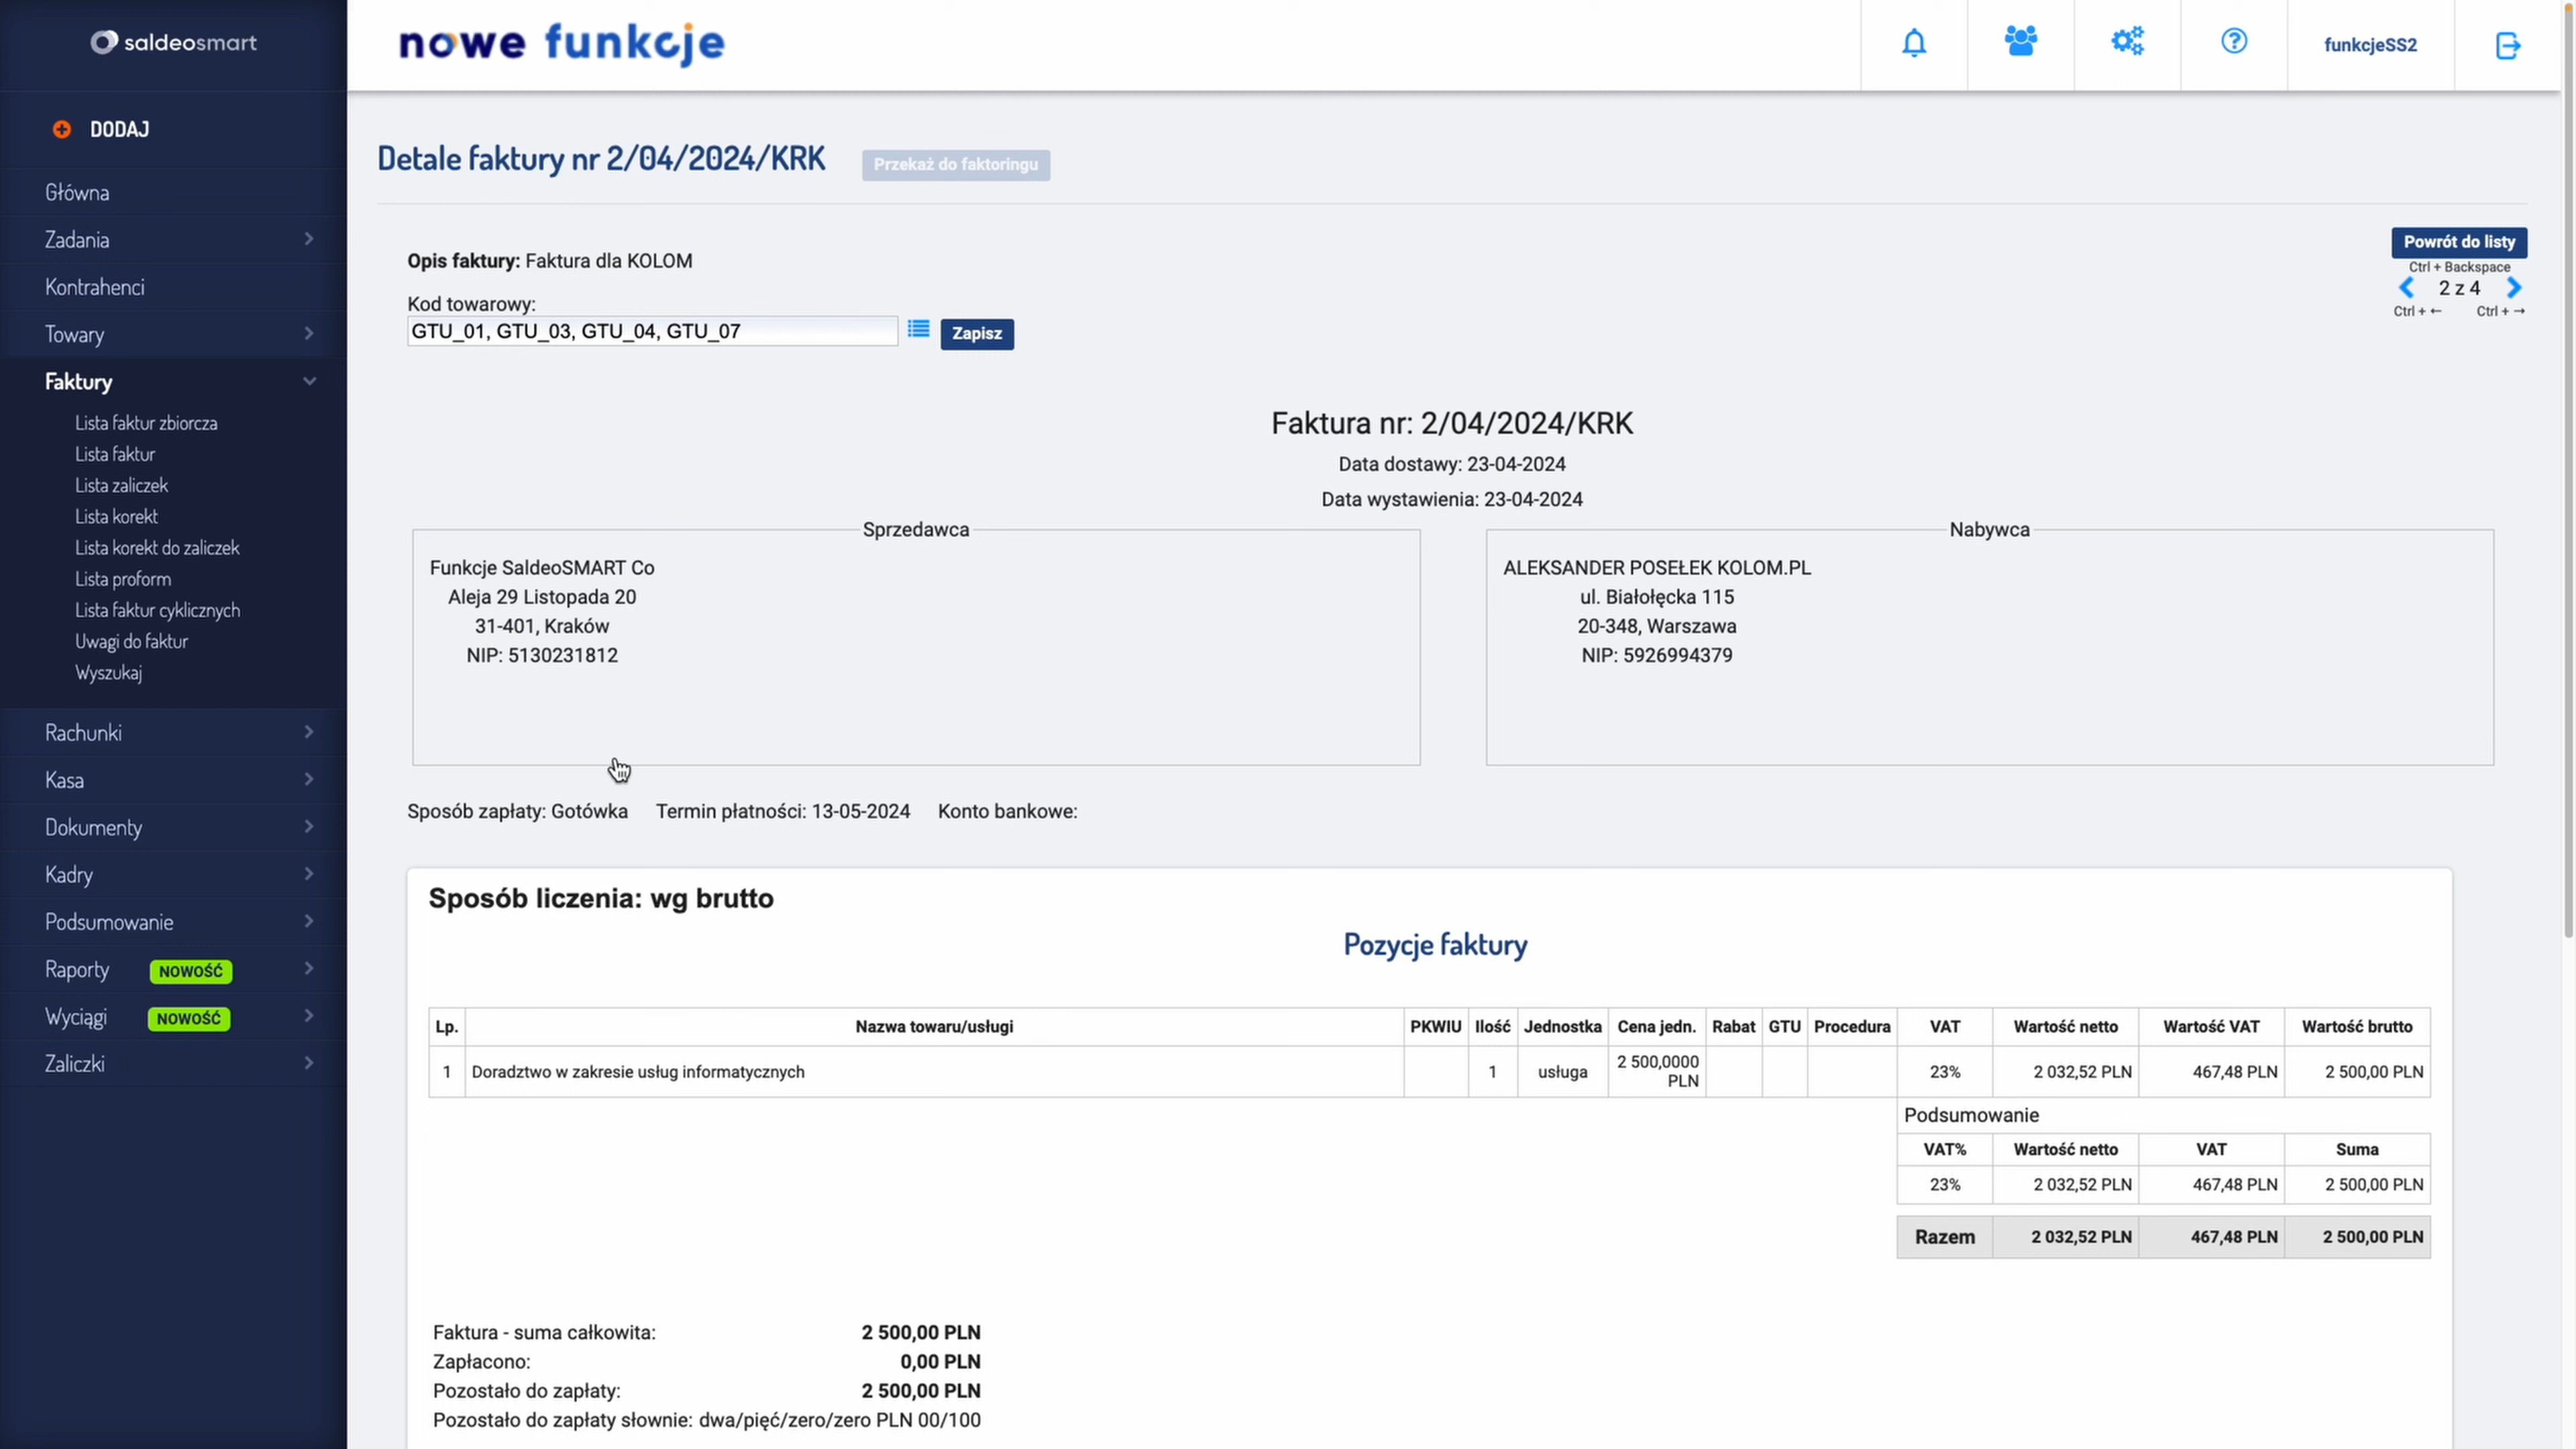 saldeosmart
nowe funkcje
funkcjeSS2
DODAJ
Główna
Zadania
Kontrahenci
Towary
Faktury
Lista faktur zbiorcza
Lista faktur
Lista zaliczek
Lista korekt
Lista korekt do zaliczek
Lista proform
Lista faktur cyklicznych
Uwagi do faktur
Wyszukaj
Rachunki
Kasa
Dokumenty
Kadry
Podsumowanie
Raporty NOWOŚĆ
Wyciągi NOWOŚĆ
Zaliczki
Detale faktury nr 2/04/2024/KRK
Przekaż do faktoringu
Powrót do listy
Ctrl + Backspace
2 z 4
Ctrl + ← Ctrl + →
Opis faktury: Faktura dla KOLOM
Kod towarowy:
GTU_01, GTU_03, GTU_04, GTU_07
Zapisz
Faktura nr: 2/04/2024/KRK
Data dostawy: 23-04-2024
Data wystawienia: 23-04-2024
Sprzedawca
Funkcje SaldeoSMART Co
Aleja 29 Listopada 20
31-401, Kraków
NIP: 5130231812
Nabywca
ALEKSANDER POSEŁEK KOLOM.PL
ul. Białołęcka 115
20-348, Warszawa
NIP: 5926994379
Sposób zapłaty: Gotówka Termin płatności: 13-05-2024 Konto bankowe:
Sposób liczenia: wg brutto
Pozycje faktury
Lp. Nazwa towaru/usługi PKWIU Ilość Jednostka Cena jedn. Rabat GTU Procedura VAT Wartość netto Wartość VAT Wartość brutto
1 Doradztwo w zakresie usług informatycznych 1 usługa 2 500,0000 PLN 23% 2 032,52 PLN 467,48 PLN 2 500,00 PLN
Podsumowanie
VAT% Wartość netto VAT Suma
23% 2 032,52 PLN 467,48 PLN 2 500,00 PLN
Razem 2 032,52 PLN 467,48 PLN 2 500,00 PLN
Faktura - suma całkowita: 2 500,00 PLN
Zapłacono: 0,00 PLN
Pozostało do zapłaty: 2 500,00 PLN
Pozostało do zapłaty słownie: dwa/pięć/zero/zero PLN 00/100